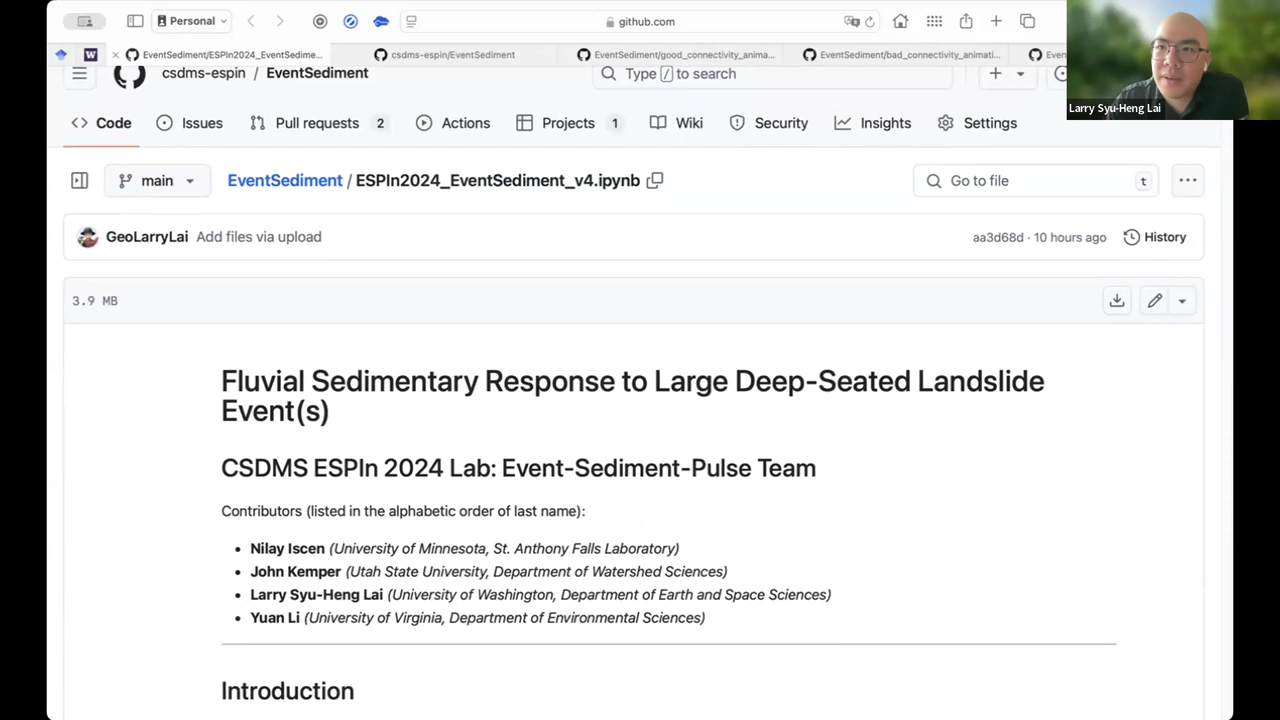 Personal
github.com
EventSediment/ESPIn2024_EventSedime...
csdms-espin/EventSediment
EventSediment/good_connectivity_anima...
EventSediment/bad_connectivity_animati...
Even
csdms-espin / EventSediment
Type / to search
Larry Syu-Heng Lai
Code
Issues
Pull requests 2
Actions
Projects 1
Wiki
Security
Insights
Settings
main
EventSediment / ESPIn2024_EventSediment_v4.ipynb
Go to file
t
GeoLarryLai Add files via upload
aa3d68d · 10 hours ago
History
3.9 MB
Fluvial Sedimentary Response to Large Deep-Seated Landslide
Event(s)
CSDMS ESPIn 2024 Lab: Event-Sediment-Pulse Team
Contributors (listed in the alphabetic order of last name):
• Nilay Iscen (University of Minnesota, St. Anthony Falls Laboratory)
• John Kemper (Utah State University, Department of Watershed Sciences)
• Larry Syu-Heng Lai (University of Washington, Department of Earth and Space Sciences)
• Yuan Li (University of Virginia, Department of Environmental Sciences)
Introduction